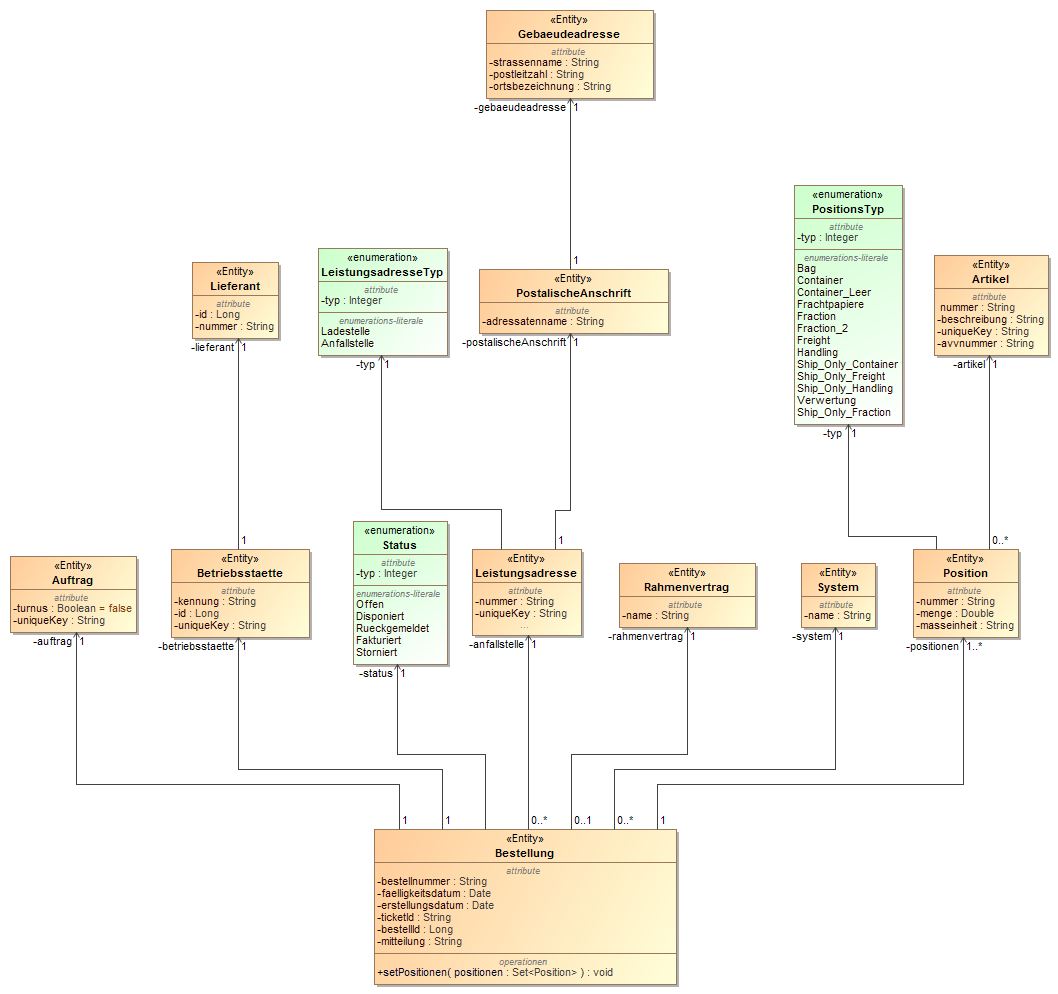 «Entity»
Gebaeudeadresse
attribute
-strassenname : String
-postleitzahl : String
-ortsbezeichnung : String
-gebaeudeadresse 1
1
«Entity»
PostalischeAnschrift
attribute
-adressatenname : String
-postalischeAnschrift 1
«enumeration»
PositionsTyp
attribute
-typ : Integer
enumerations-literale
Bag
Container
Container_Leer
Frachtpapiere
Fraction
Fraction_2
Freight
Handling
Ship_Only_Container
Ship_Only_Freight
Ship_Only_Handling
Verwertung
Ship_Only_Fraction
-typ 1
«Entity»
Artikel
attribute
nummer : String
-beschreibung : String
-uniqueKey : String
-avvnummer : String
-artikel 1
«Entity»
Lieferant
attribute
-id : Long
-nummer : String
-lieferant 1
«enumeration»
LeistungsadresseTyp
attribute
-typ : Integer
enumerations-literale
Ladestelle
Anfallstelle
-typ 1
«Entity»
Auftrag
attribute
-turnus : Boolean = false
-uniqueKey : String
-auftrag 1
1
«Entity»
Betriebsstaette
attribute
-kennung : String
-id : Long
-uniqueKey : String
-betriebsstaette 1
«enumeration»
Status
attribute
-typ : Integer
enumerations-literale
Offen
Disponiert
Rueckgemeldet
Fakturiert
Storniert
-status 1
1
«Entity»
Leistungsadresse
attribute
-nummer : String
-uniqueKey : String
...
-anfallstelle 1
«Entity»
Rahmenvertrag
attribute
-name : String
-rahmenvertrag 1
«Entity»
System
attribute
-name : String
-system 1
0..*
«Entity»
Position
attribute
-nummer : String
-menge : Double
-masseinheit : String
-positionen 1..*
1 1 0..* 0..1 0..* 1
«Entity»
Bestellung
attribute
-bestellnummer : String
-faelligkeitsdatum : Date
-erstellungsdatum : Date
-ticketId : String
-bestellId : Long
-mitteilung : String
operationen
+setPositionen( positionen : Set<Position> ) : void